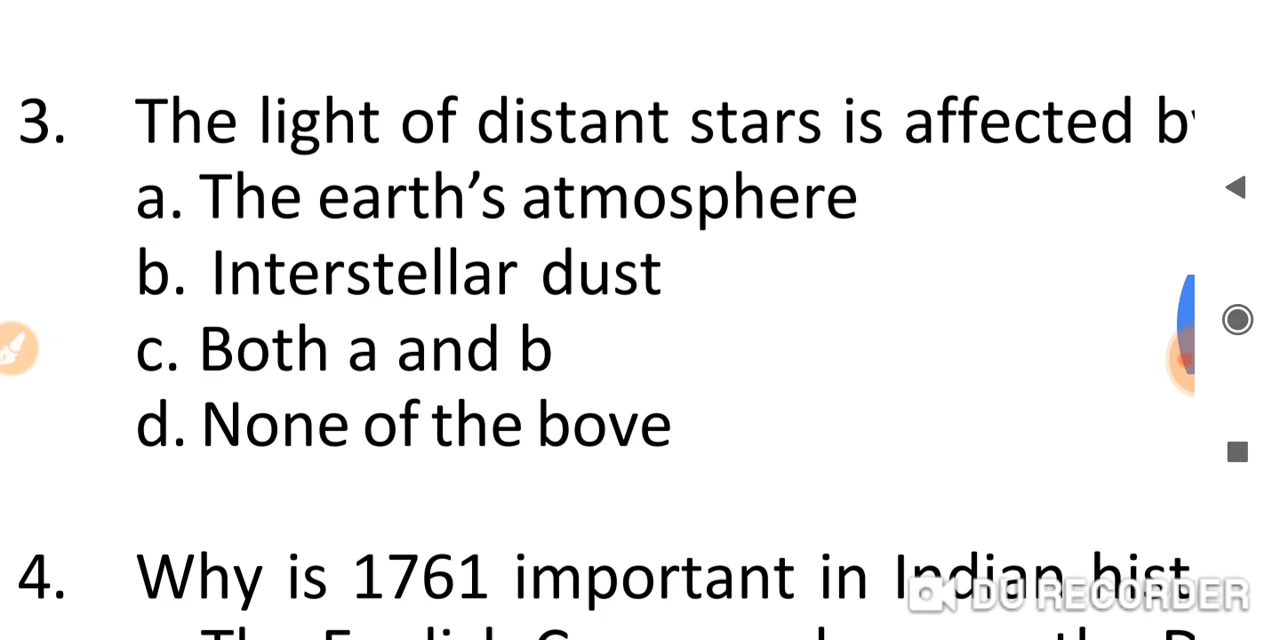 3. The light of distant stars is affected by
a. The earth's atmosphere
b. Interstellar dust
c. Both a and b
d. None of the bove
4. Why is 1761 important in Indian hist
DU RECORDER